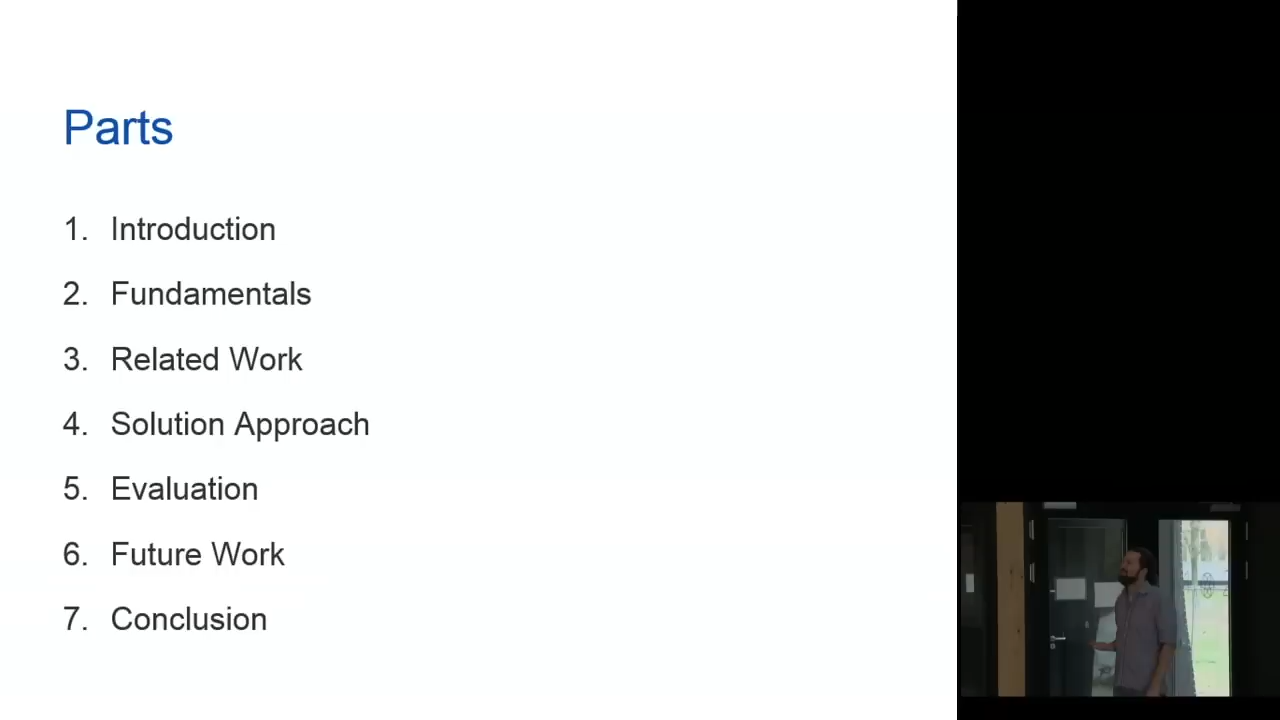 Parts
1. Introduction
2. Fundamentals
3. Related Work
4. Solution Approach
5. Evaluation
6. Future Work
7. Conclusion